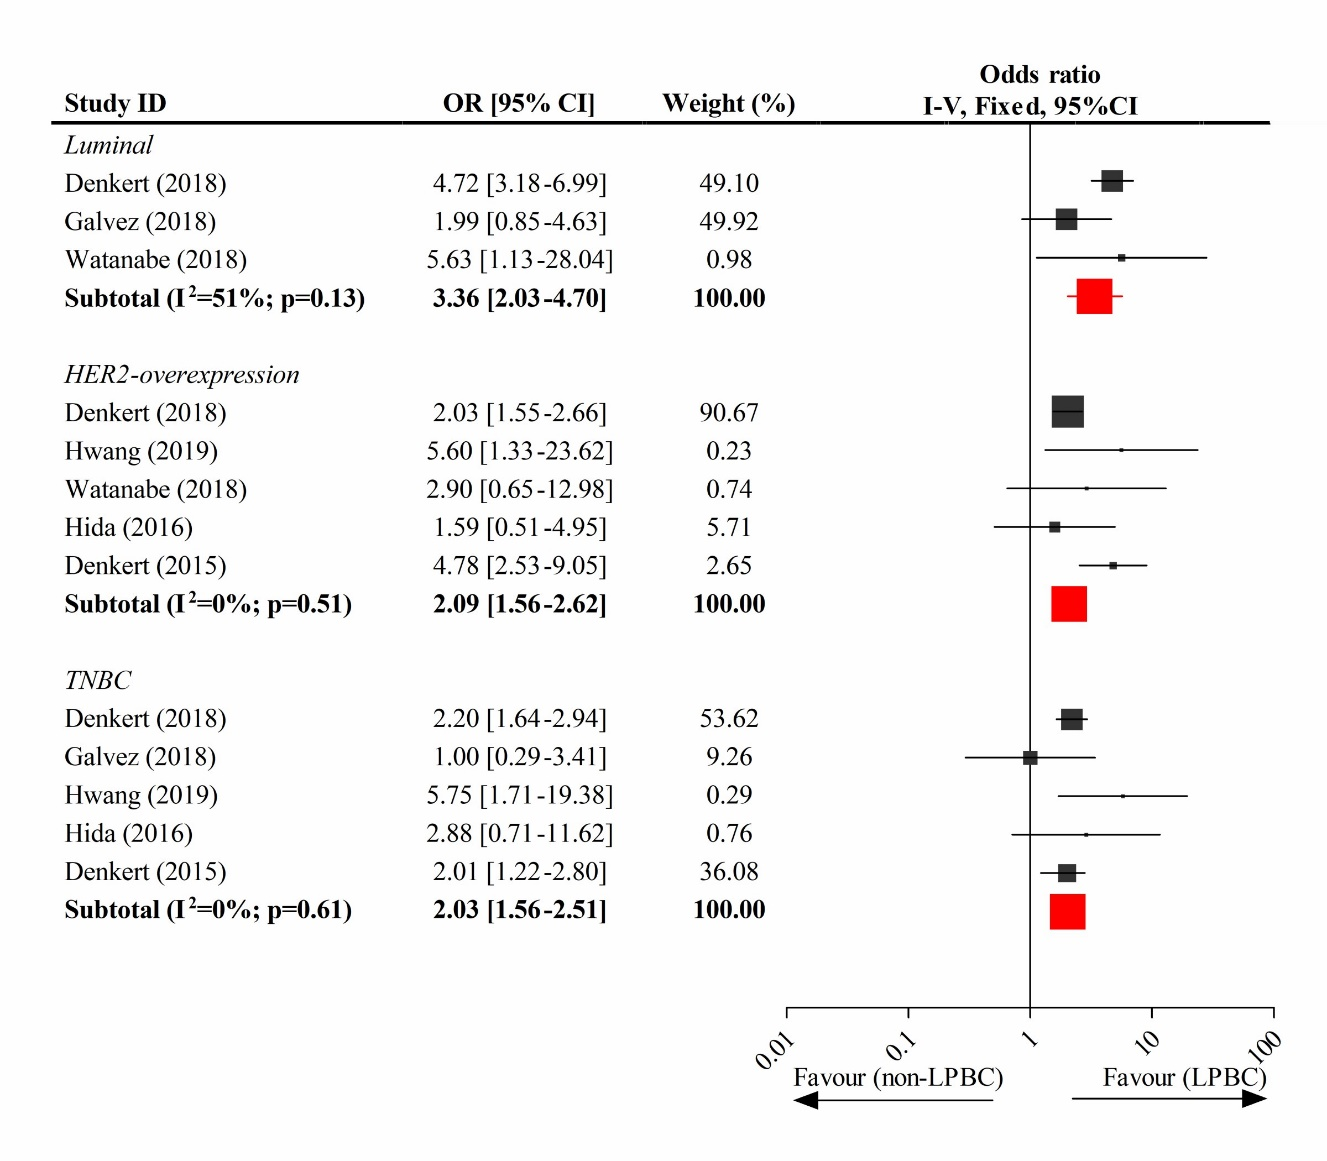 Odds ratio
Study ID OR [95% CI] Weight (%) I-V, Fixed, 95%CI
Luminal
Denkert (2018) 4.72 [3.18-6.99] 49.10
Galvez (2018) 1.99 [0.85-4.63] 49.92
Watanabe (2018) 5.63 [1.13-28.04] 0.98
Subtotal (I²=51%; p=0.13) 3.36 [2.03-4.70] 100.00
HER2-overexpression
Denkert (2018) 2.03 [1.55-2.66] 90.67
Hwang (2019) 5.60 [1.33-23.62] 0.23
Watanabe (2018) 2.90 [0.65-12.98] 0.74
Hida (2016) 1.59 [0.51-4.95] 5.71
Denkert (2015) 4.78 [2.53-9.05] 2.65
Subtotal (I²=0%; p=0.51) 2.09 [1.56-2.62] 100.00
TNBC
Denkert (2018) 2.20 [1.64-2.94] 53.62
Galvez (2018) 1.00 [0.29-3.41] 9.26
Hwang (2019) 5.75 [1.71-19.38] 0.29
Hida (2016) 2.88 [0.71-11.62] 0.76
Denkert (2015) 2.01 [1.22-2.80] 36.08
Subtotal (I²=0%; p=0.61) 2.03 [1.56-2.51] 100.00
0.01 0.1 1 10 100
Favour (non-LPBC) Favour (LPBC)